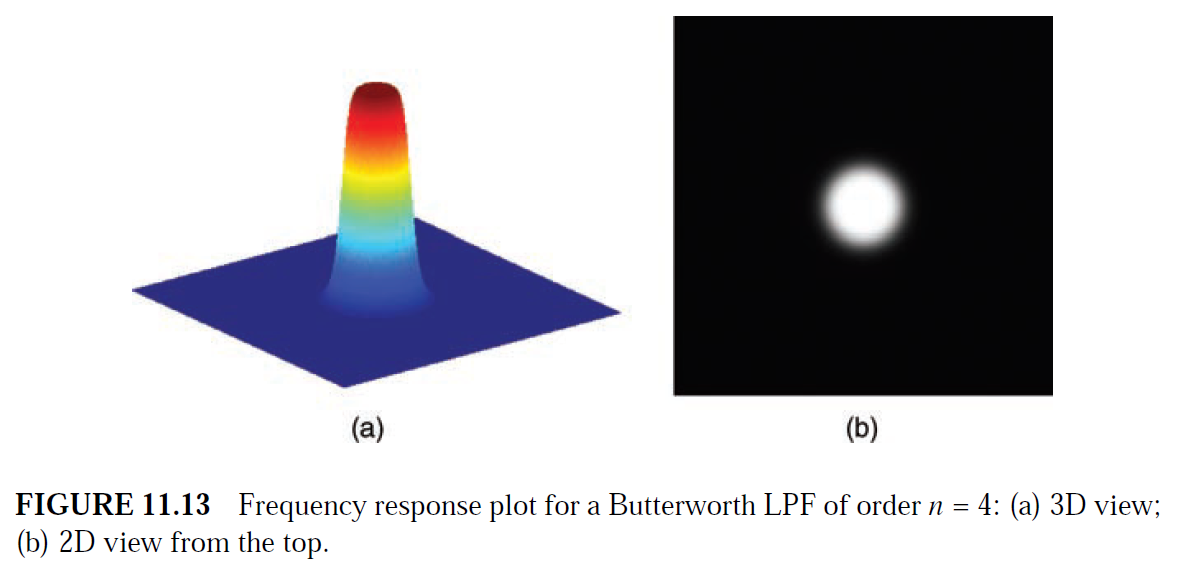 (a)
(b)
FIGURE 11.13 Frequency response plot for a Butterworth LPF of order n = 4: (a) 3D view;
(b) 2D view from the top.